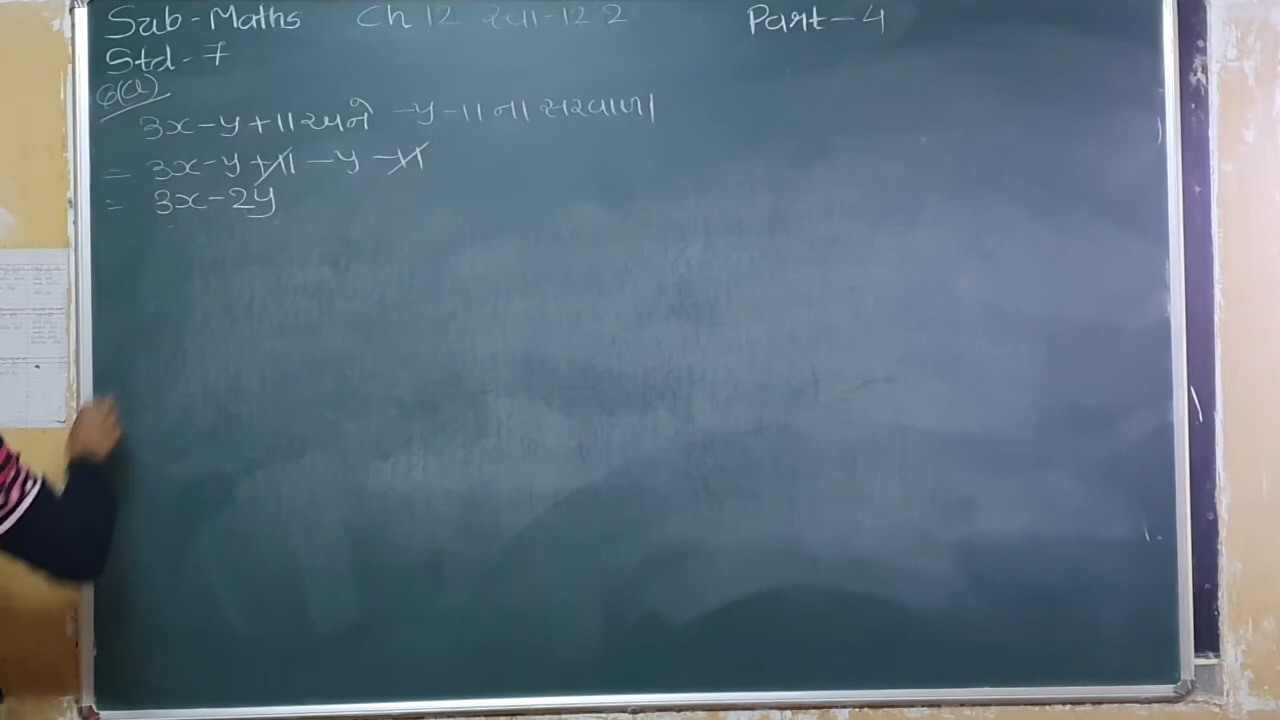 Sub - Maths Ch 12 સ્વા-12.2 Part - 4
Std - 7
6(a)
3x - y + 11 અને -y - 11 ના સરવાળા
= 3x - y + 11 - y - 11
= 3x - 2y